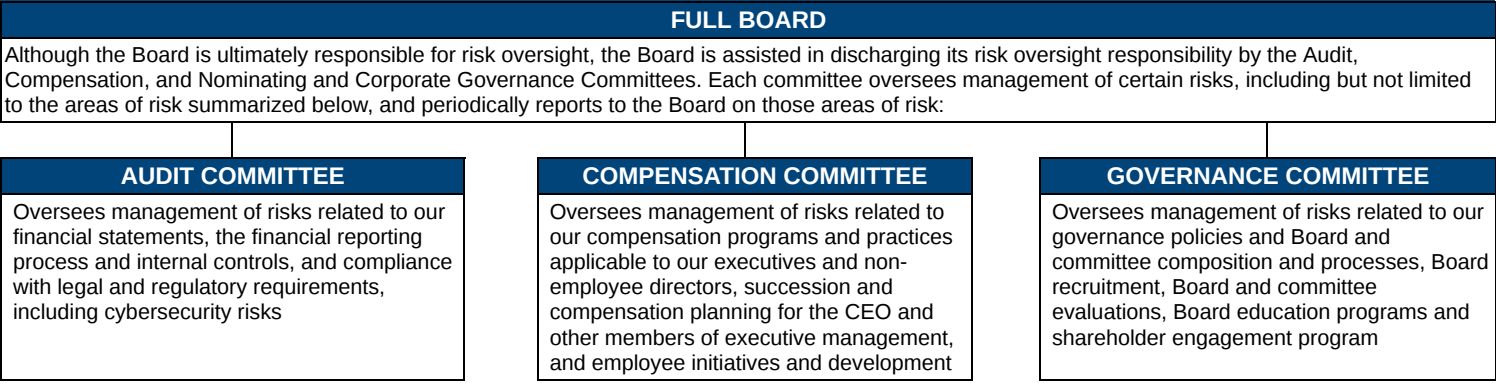 FULL BOARD
Although the Board is ultimately responsible for risk oversight, the Board is assisted in discharging its risk oversight responsibility by the Audit,
Compensation, and Nominating and Corporate Governance Committees. Each committee oversees management of certain risks, including but not limited
to the areas of risk summarized below, and periodically reports to the Board on those areas of risk:
AUDIT COMMITTEE
Oversees management of risks related to our
financial statements, the financial reporting
process and internal controls, and compliance
with legal and regulatory requirements,
including cybersecurity risks
COMPENSATION COMMITTEE
Oversees management of risks related to
our compensation programs and practices
applicable to our executives and non-
employee directors, succession and
compensation planning for the CEO and
other members of executive management,
and employee initiatives and development
GOVERNANCE COMMITTEE
Oversees management of risks related to our
governance policies and Board and
committee composition and processes, Board
recruitment, Board and committee
evaluations, Board education programs and
shareholder engagement program